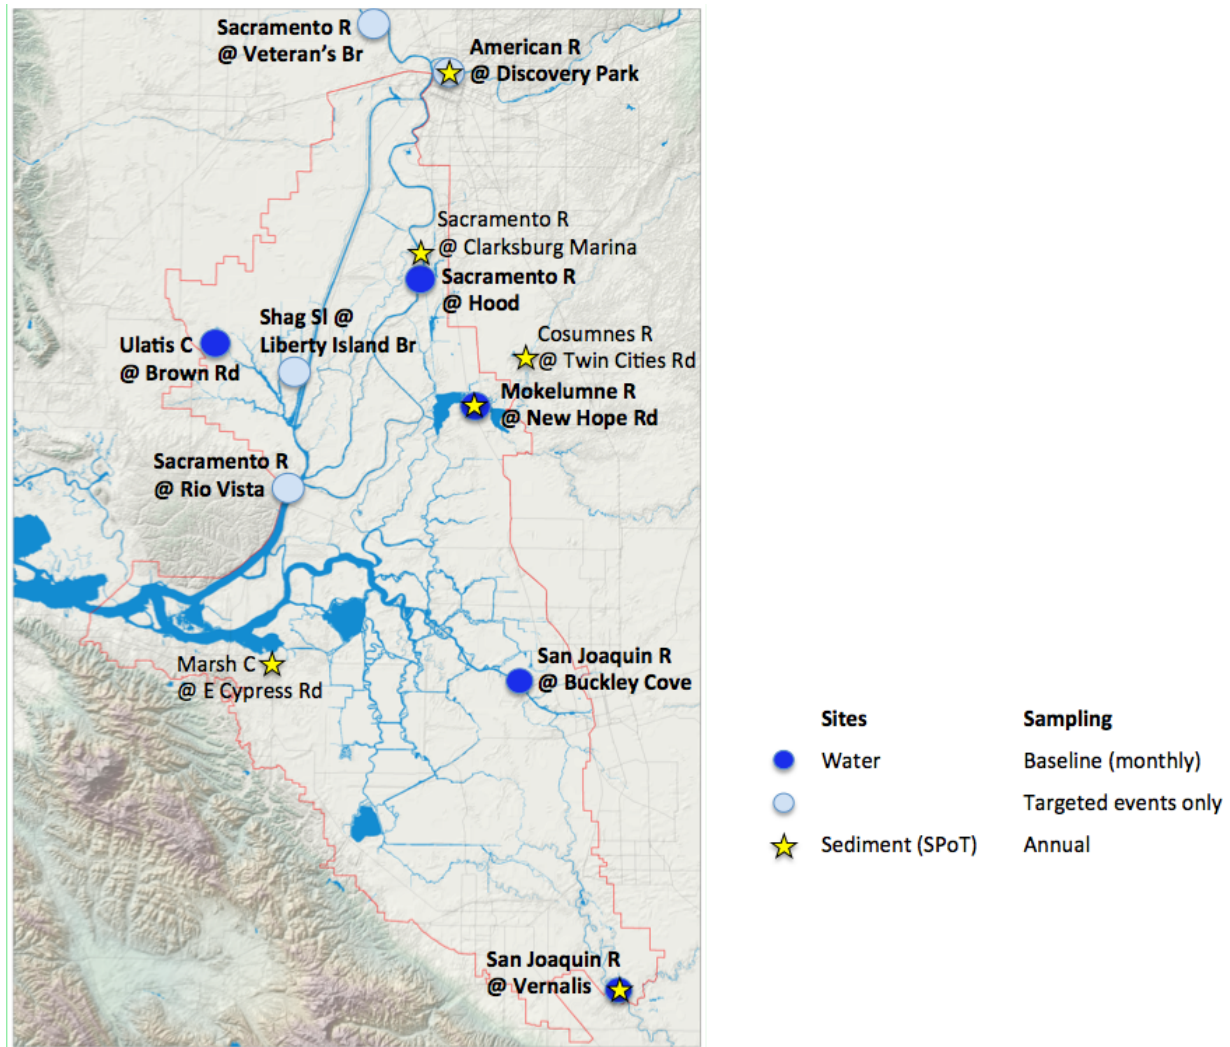 Sacramento R
@ Veteran's Br
American R
@ Discovery Park
Sacramento R
@ Clarksburg Marina
Sacramento R
@ Hood
Shag Sl @
Liberty Island Br
Ulatis C
@ Brown Rd
Cosumnes R
@ Twin Cities Rd
Mokelumne R
@ New Hope Rd
Sacramento R
@ Rio Vista
Marsh C
@ E Cypress Rd
San Joaquin R
@ Buckley Cove
San Joaquin R
@ Vernalis
Sites Sampling
Water Baseline (monthly)
Targeted events only
Sediment (SPoT) Annual